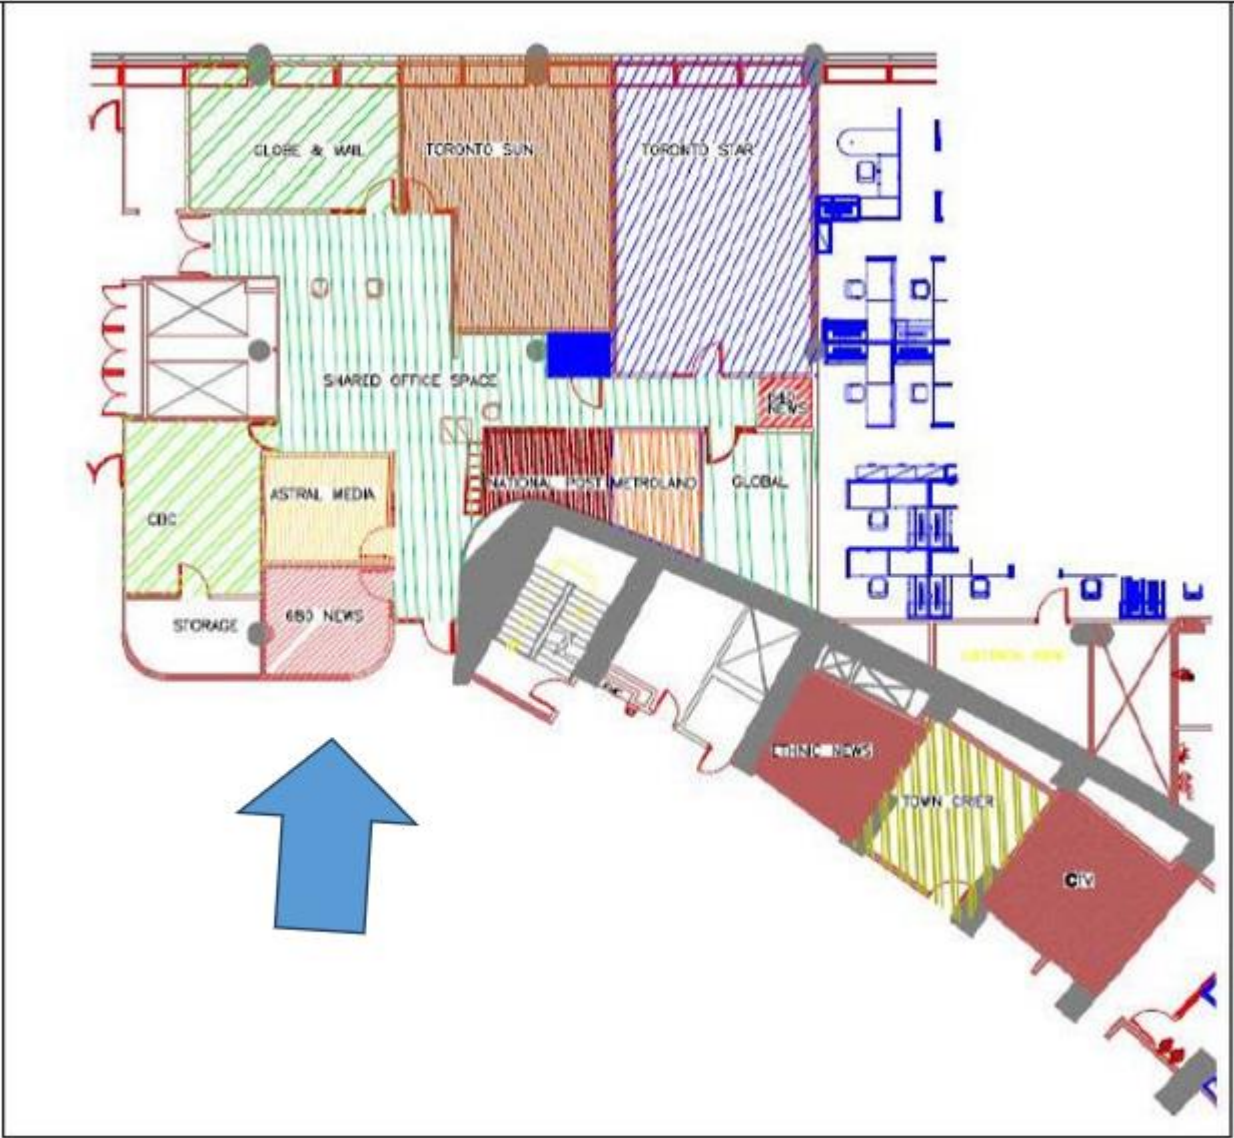 GLOBE & MAIL
TORONTO SUN
TORONTO STAR
SHARED OFFICE SPACE
680
NEWS
NATIONAL POST
METROLAND
GLOBAL
ASTRAL MEDIA
CBC
680 NEWS
STORAGE
ETHNIC NEWS
TOWN CRIER